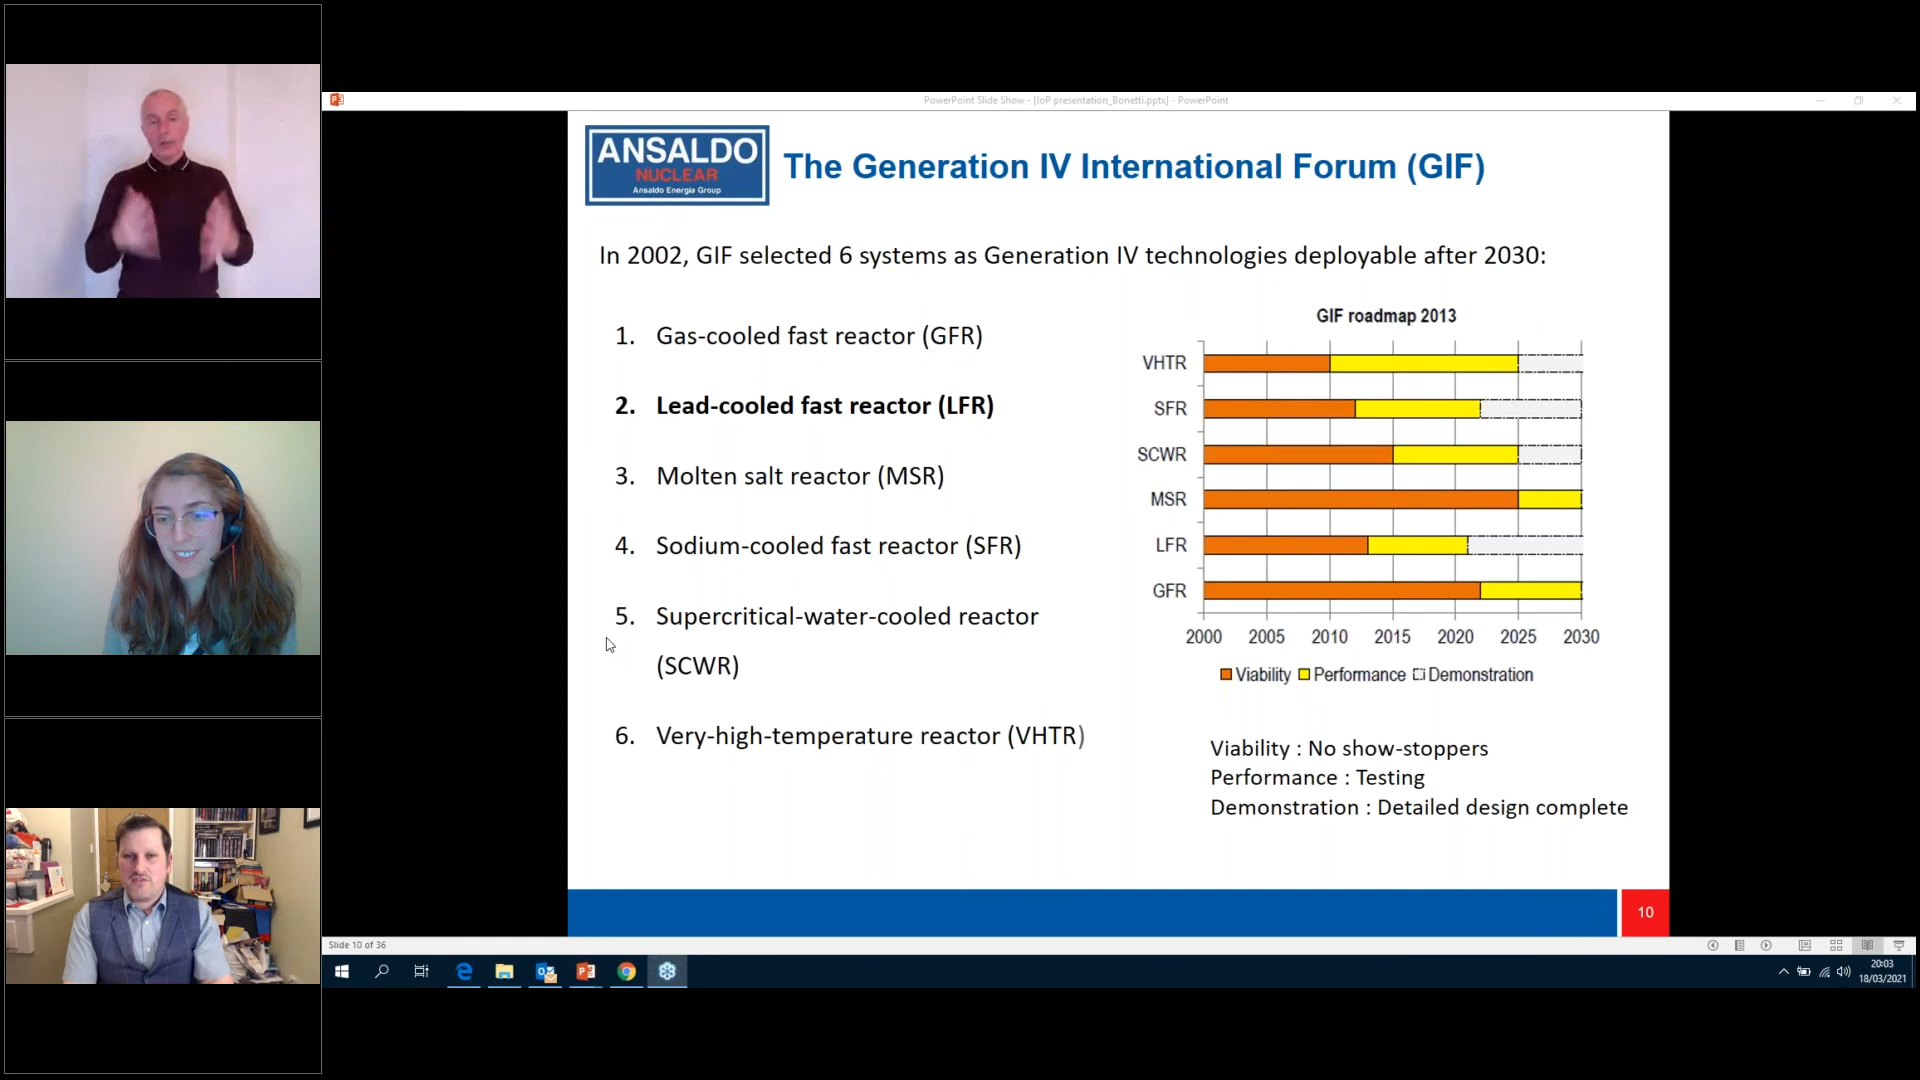 PowerPoint Slide Show - [IoP presentation_Bonetti.pptx] - PowerPoint
ANSALDO
NUCLEAR
Ansaldo Energia Group
The Generation IV International Forum (GIF)
In 2002, GIF selected 6 systems as Generation IV technologies deployable after 2030:
1. Gas-cooled fast reactor (GFR)
2. Lead-cooled fast reactor (LFR)
3. Molten salt reactor (MSR)
4. Sodium-cooled fast reactor (SFR)
5. Supercritical-water-cooled reactor
(SCWR)
6. Very-high-temperature reactor (VHTR)
GIF roadmap 2013
VHTR
SFR
SCWR
MSR
LFR
GFR
2000 2005 2010 2015 2020 2025 2030
Viability Performance Demonstration
Viability : No show-stoppers
Performance : Testing
Demonstration : Detailed design complete
10
Slide 10 of 36
20:03
18/03/2021